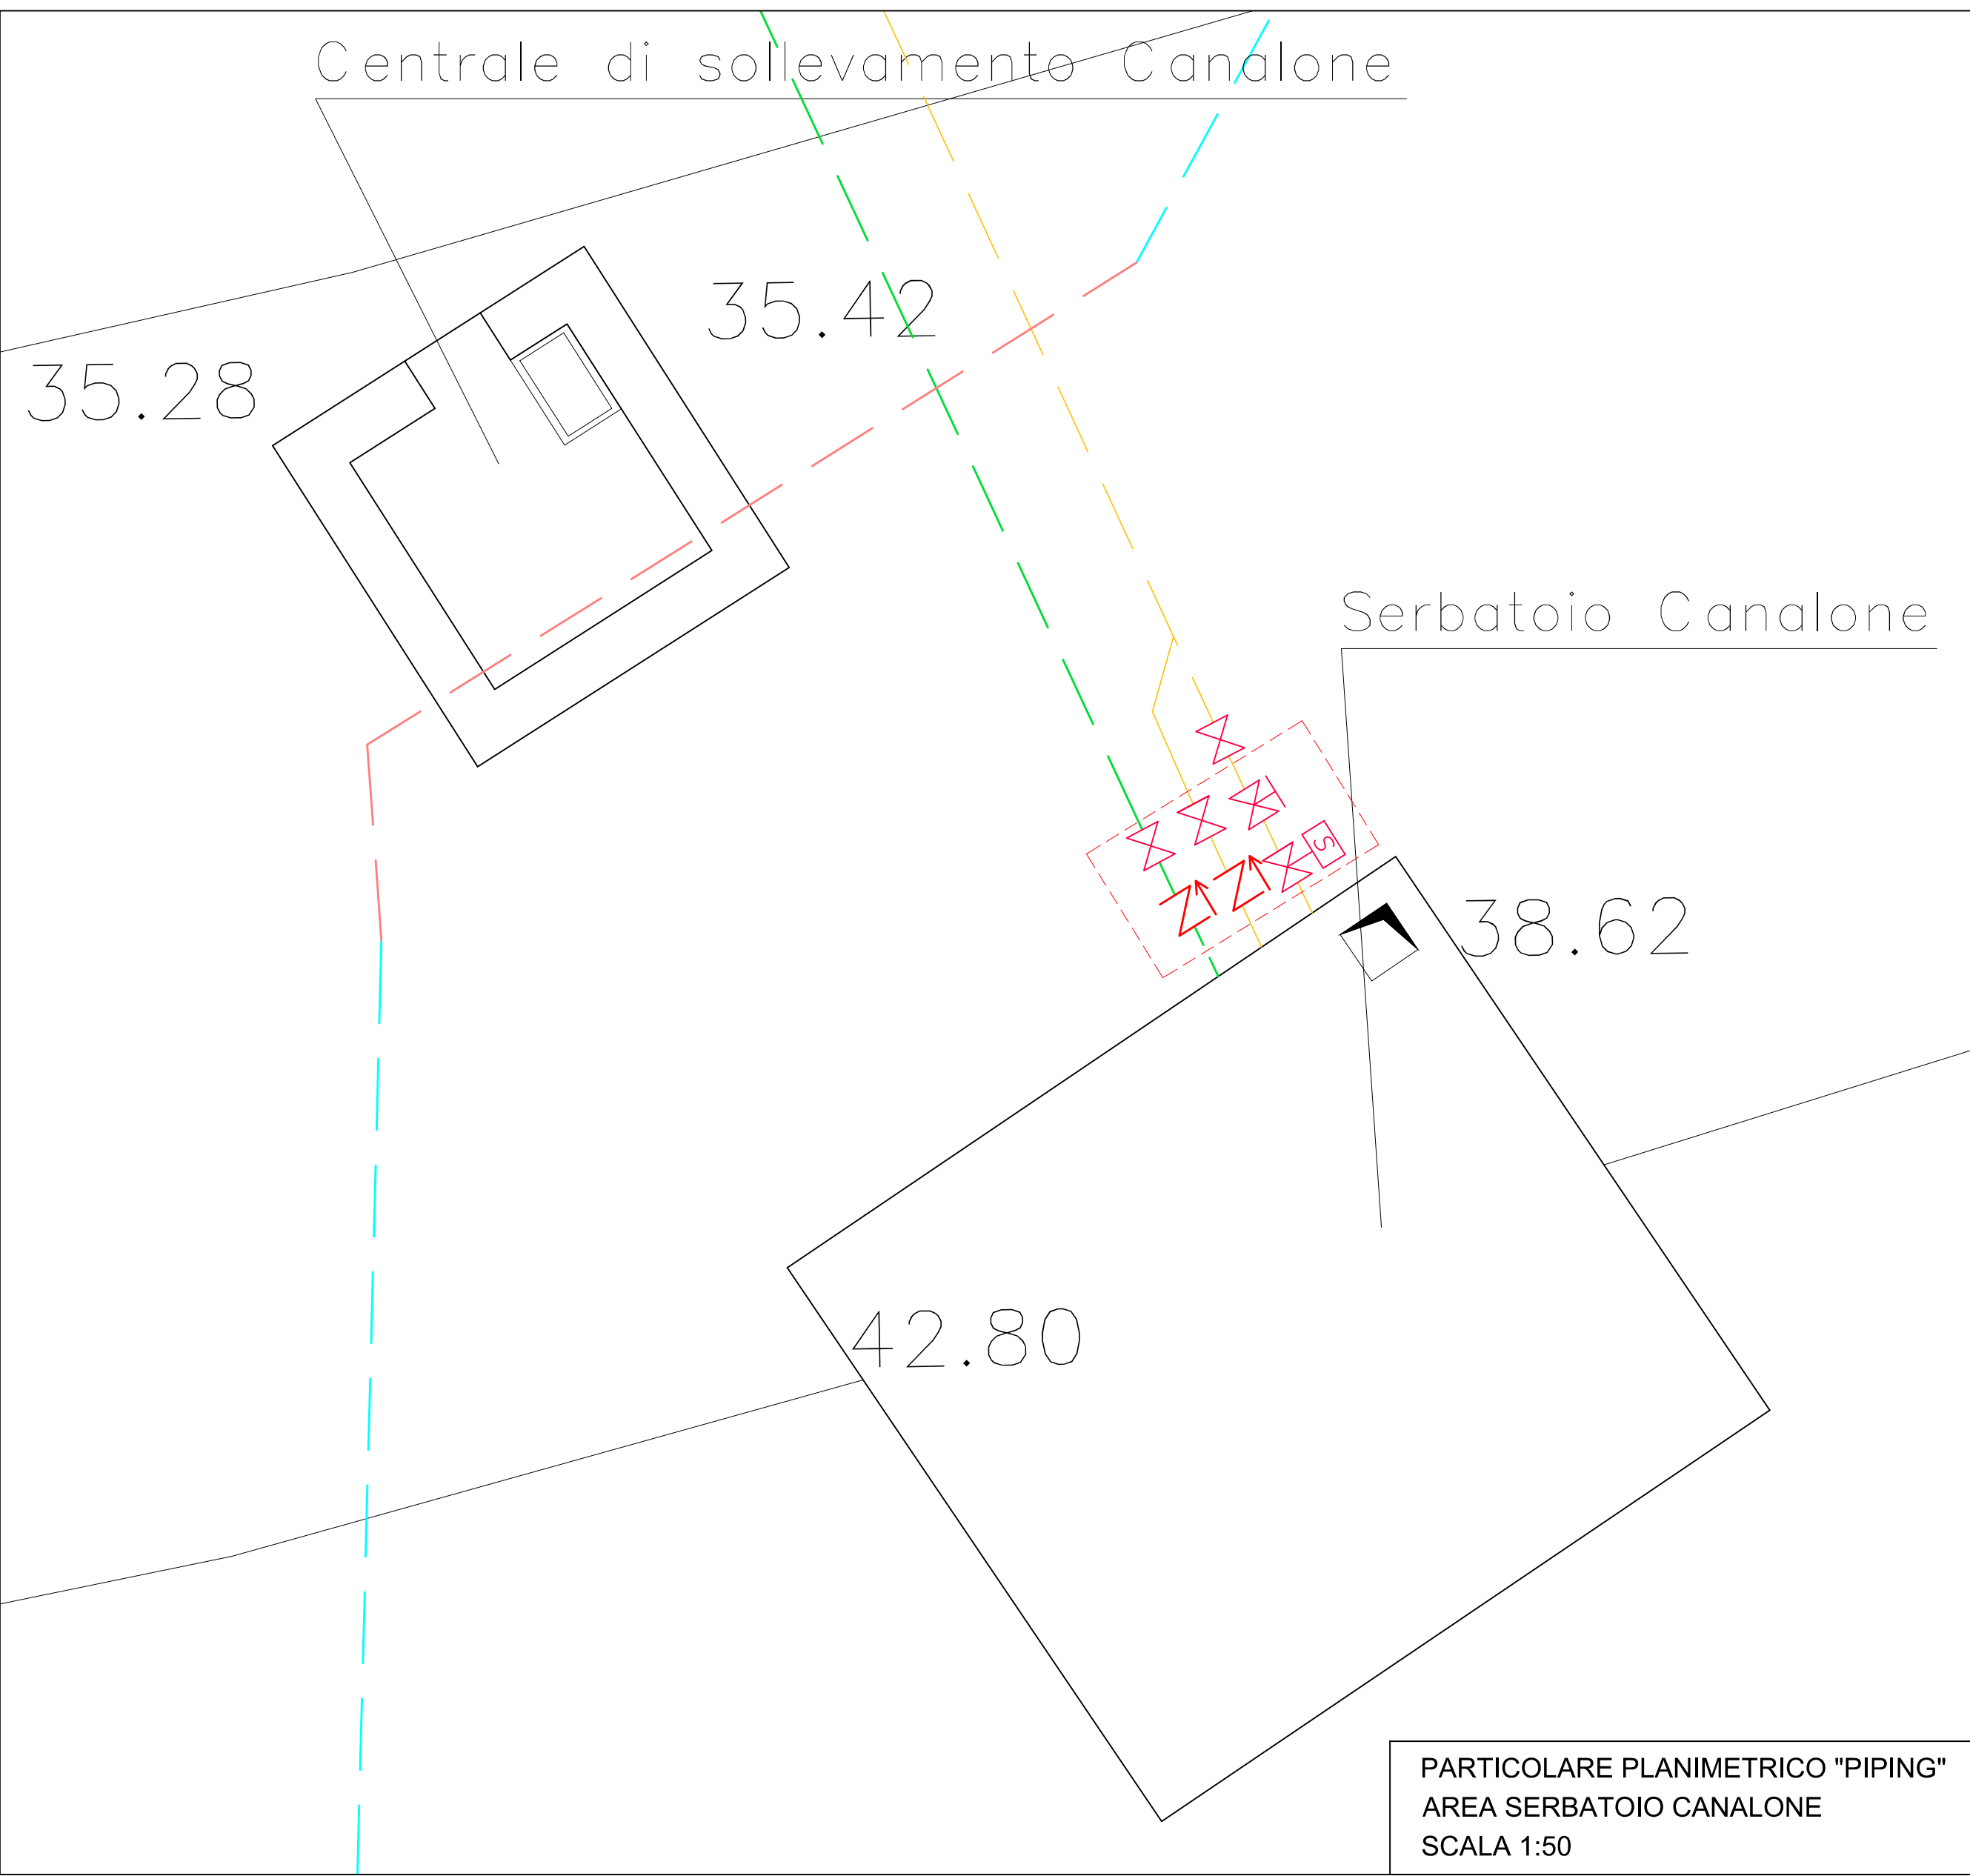 Centrale di sollevamento Canalone
35.42
35.28
Serbatoio Canalone
S
38.62
42.80
PARTICOLARE PLANIMETRICO "PIPING"
AREA SERBATOIO CANALONE
SCALA 1:50